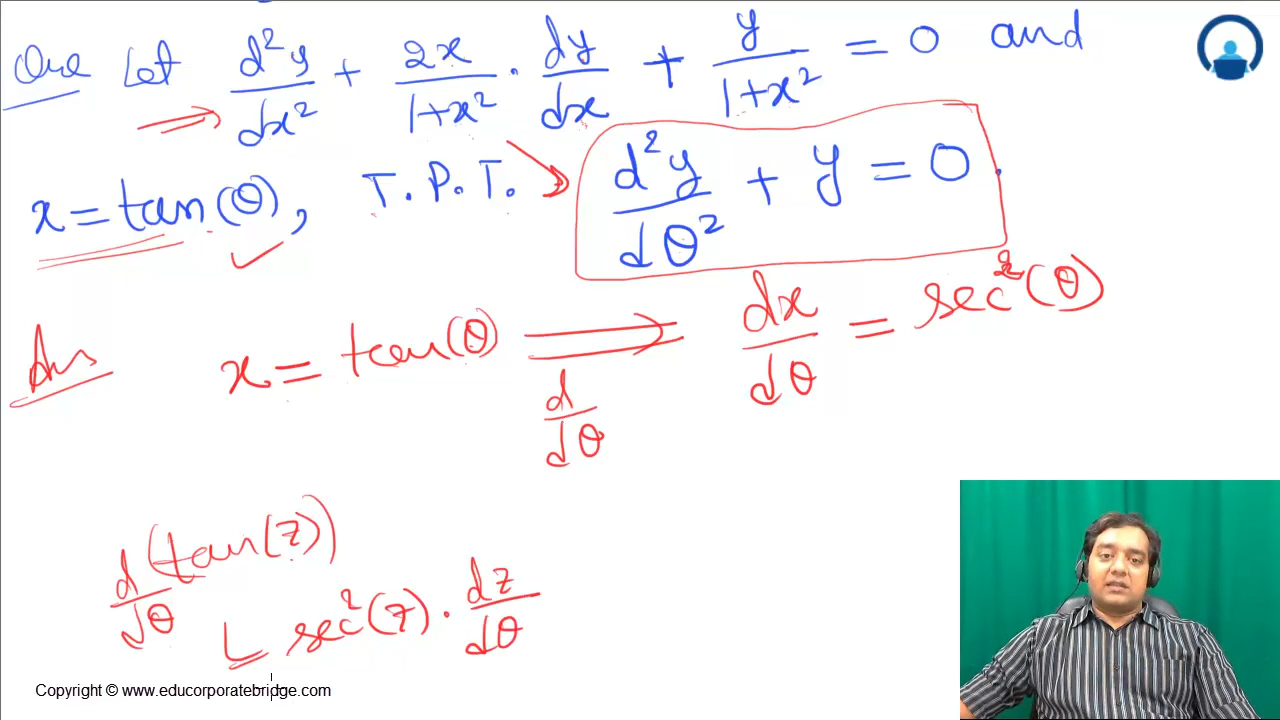 Que Let d²y/dx² + 2x/1+x² · dy/dx + y/1+x² = 0 and
x = tan(θ), T.P.T. d²y/dθ² + y = 0.
Ans x = tan(θ) ⟹ d/dθ dx/dθ = sec²(θ)
d/dθ (tan(z))
↳ sec²(z) · dz/dθ
Copyright © www.educorporatebridge.com